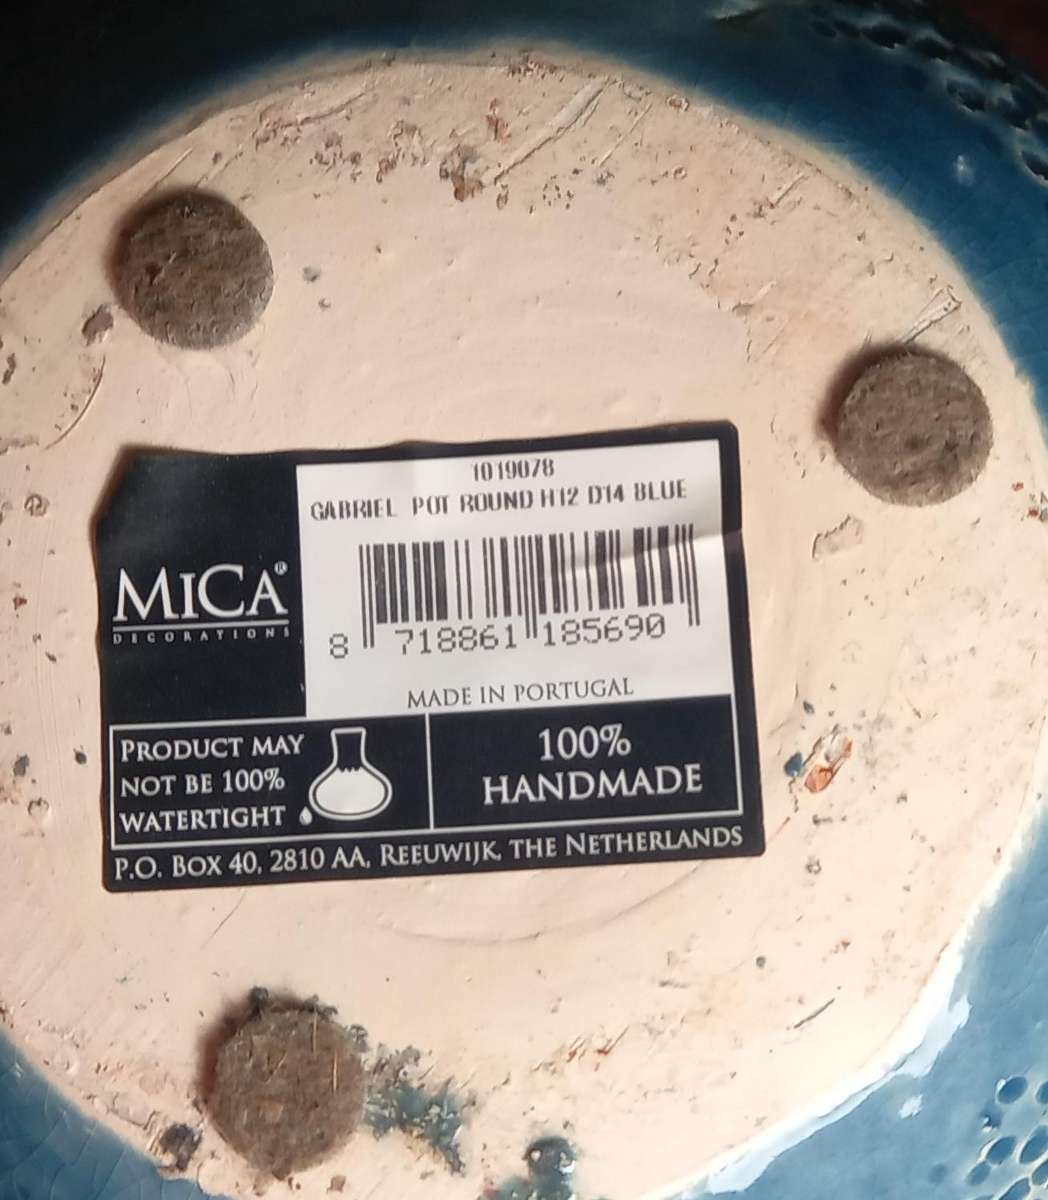 1019078
GABRIEL POT ROUND H12 D14 BLUE
MICA®
DECORATIONS
8 718861 185690
MADE IN PORTUGAL
PRODUCT MAY
NOT BE 100%
WATERTIGHT
100%
HANDMADE
P.O. BOX 40, 2810 AA, REEUWIJK, THE NETHERLANDS